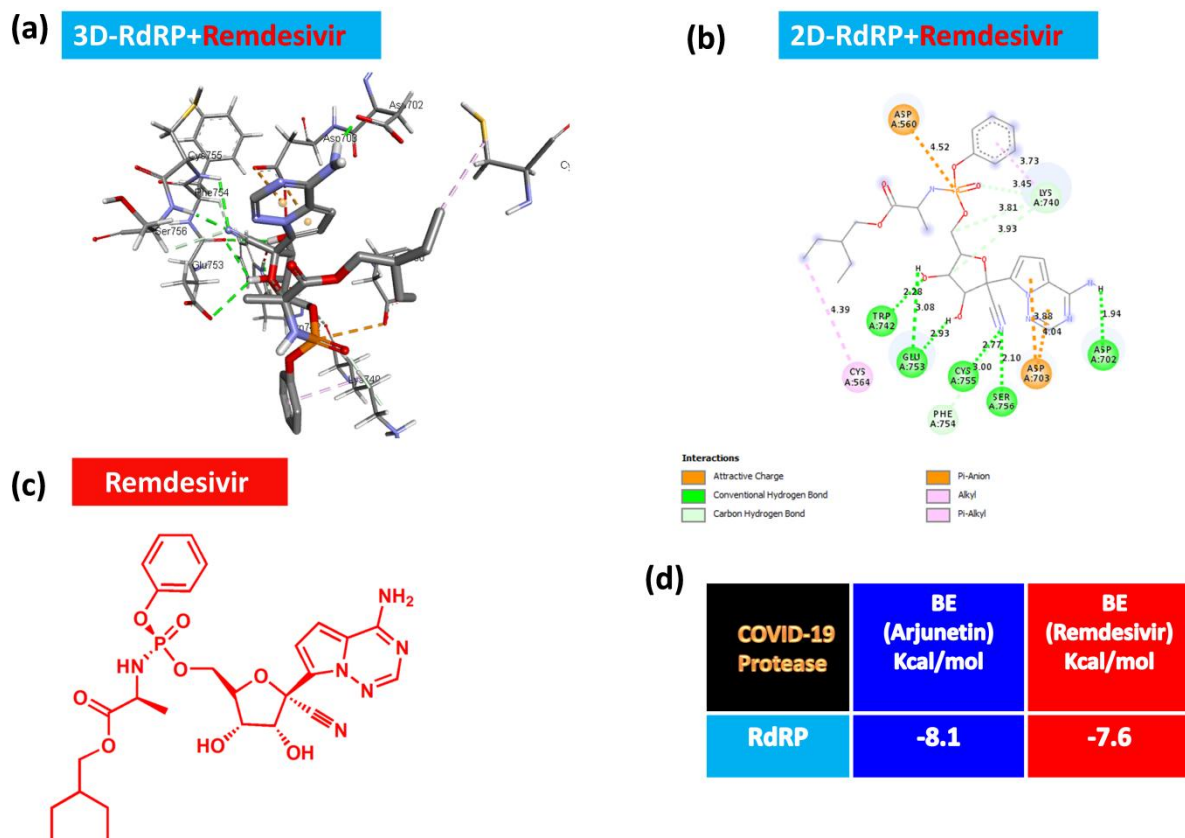 (a)
3D-RdRP+Remdesivir
Asp702
Asp703
Cys755
Phe754
Ser756
Glu753
Lys740
(b)
2D-RdRP+Remdesivir
ASP
A:560
4.52
3.73
3.45
LYS
A:740
3.81
3.93
H
2.28
3.08
H
2.93
4.39
TRP
A:742
GLU
A:753
CYS
A:564
2.77
3.00
2.10
CYS
A:755
PHE
A:754
SER
A:756
3.88
4.04
ASP
A:703
H
1.94
ASP
A:702
Interactions
Attractive Charge
Conventional Hydrogen Bond
Carbon Hydrogen Bond
Pi-Anion
Alkyl
Pi-Alkyl
(c)
Remdesivir
O
O
P
O
HN
O
O
O
HO
OH
N
NH2
N
N
N
(d)
COVID-19
Protease
BE
(Arjunetin)
Kcal/mol
BE
(Remdesivir)
Kcal/mol
RdRP
-8.1
-7.6